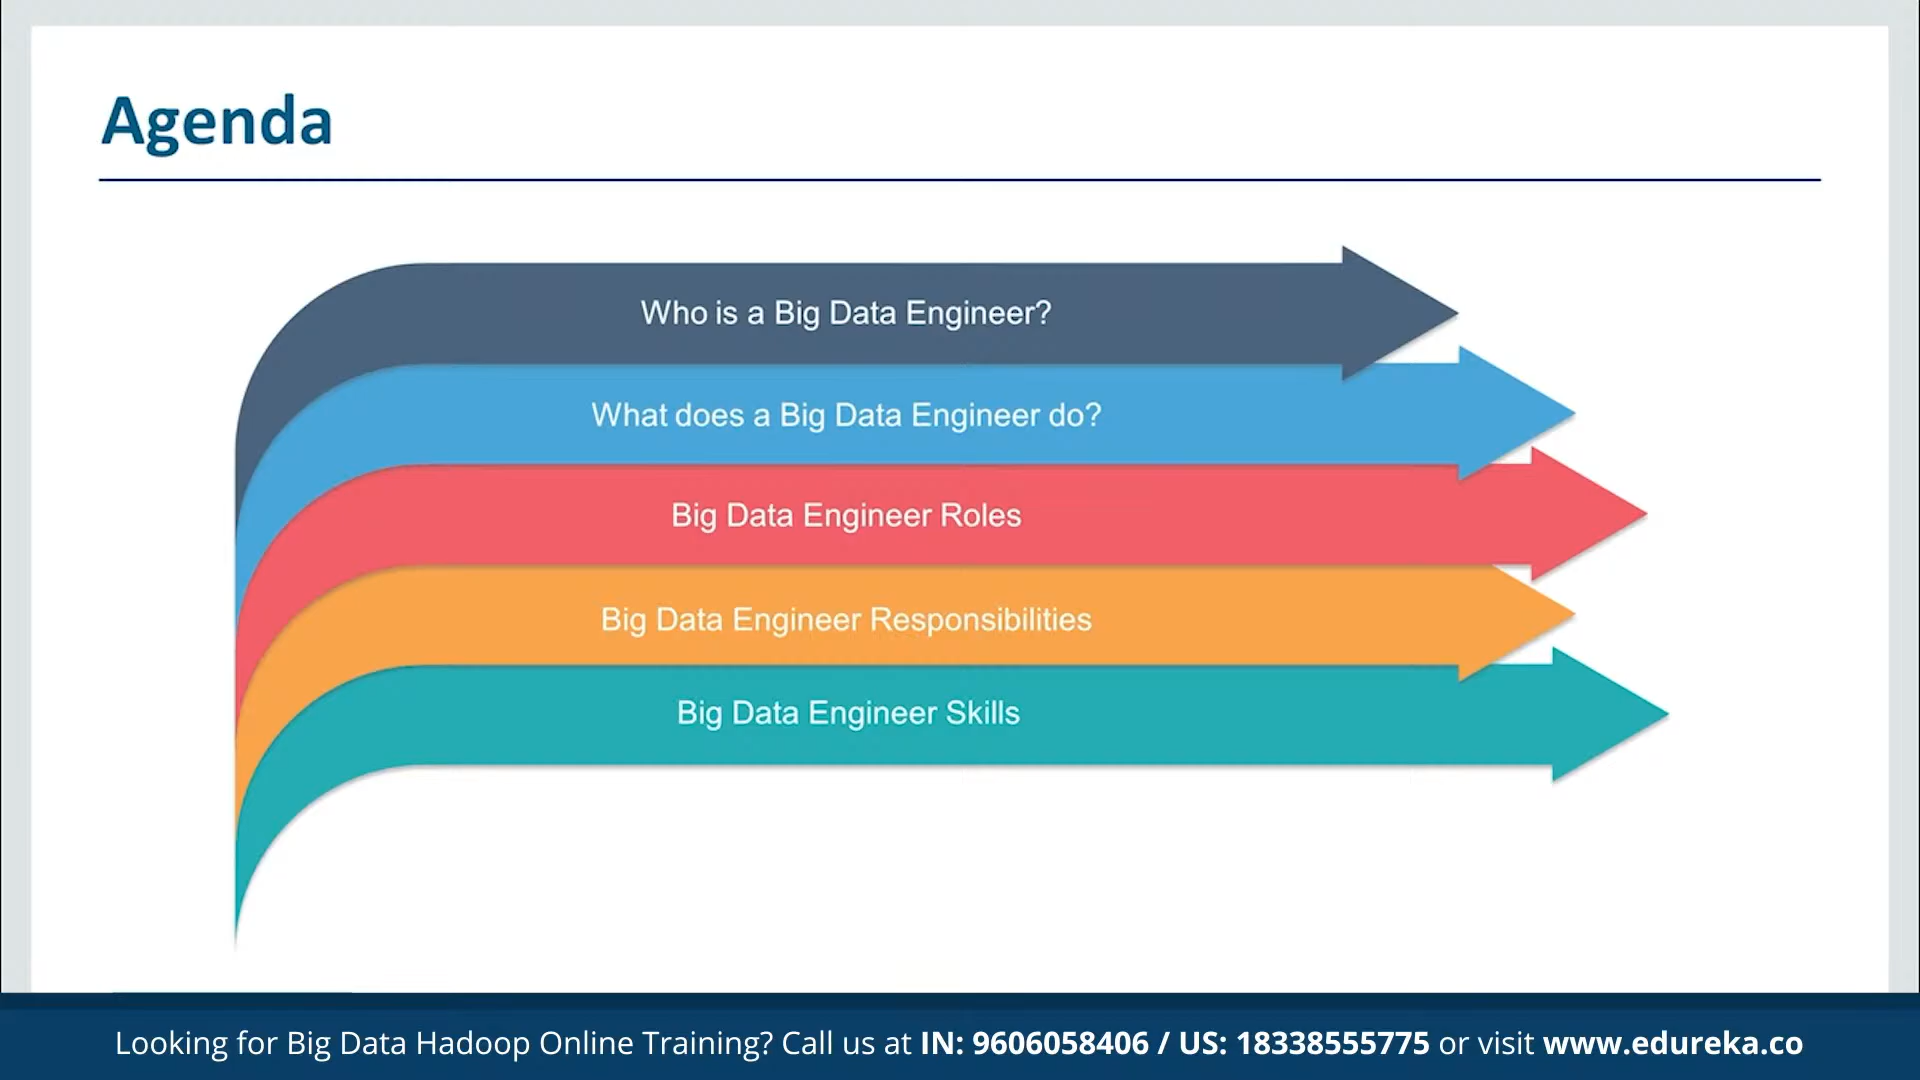 Agenda
Who is a Big Data Engineer?
What does a Big Data Engineer do?
Big Data Engineer Roles
Big Data Engineer Responsibilities
Big Data Engineer Skills
Looking for Big Data Hadoop Online Training? Call us at IN: 9606058406 / US: 18338555775 or visit www.edureka.co